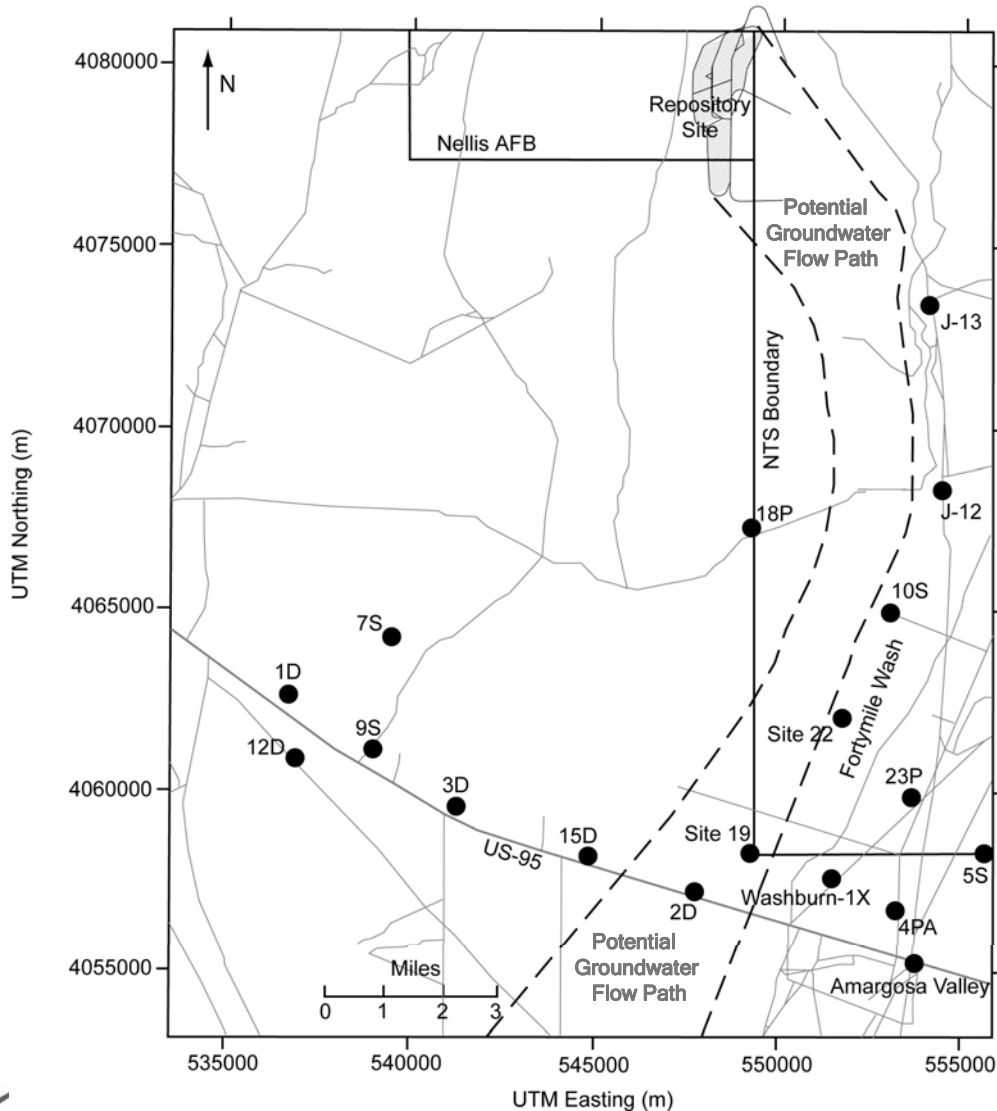 4080000
N
Repository
Site
Nellis AFB
Potential
Groundwater
Flow Path
4075000
J-13
NTS Boundary
4070000
UTM Northing (m)
J-12
18P
4065000
10S
7S
1D
Fortymile Wash
Site 22
9S
12D
4060000
23P
3D
Site 19
US-95
15D
5S
Washburn-1X
2D
4PA
Potential
Groundwater
Flow Path
4055000
Miles
Amargosa Valley
0 1 2 3
535000 540000 545000 550000 555000
UTM Easting (m)